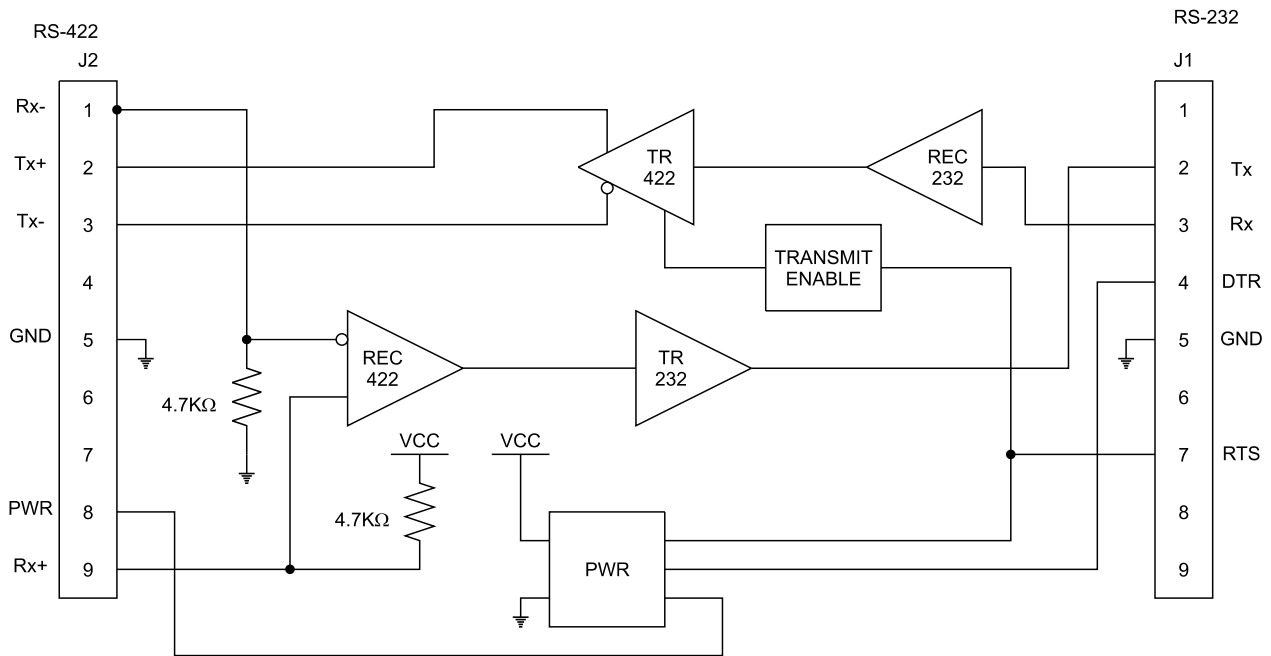 RS-422
J2
RS-232
J1
Rx-
Tx+
Tx-
GND
PWR
Rx+
1
2
3
4
5
6
7
8
9
TR
422
REC
232
TRANSMIT
ENABLE
REC
422
TR
232
4.7KΩ
VCC
4.7KΩ
VCC
PWR
1
2
3
4
5
6
7
8
9
Tx
Rx
DTR
GND
RTS